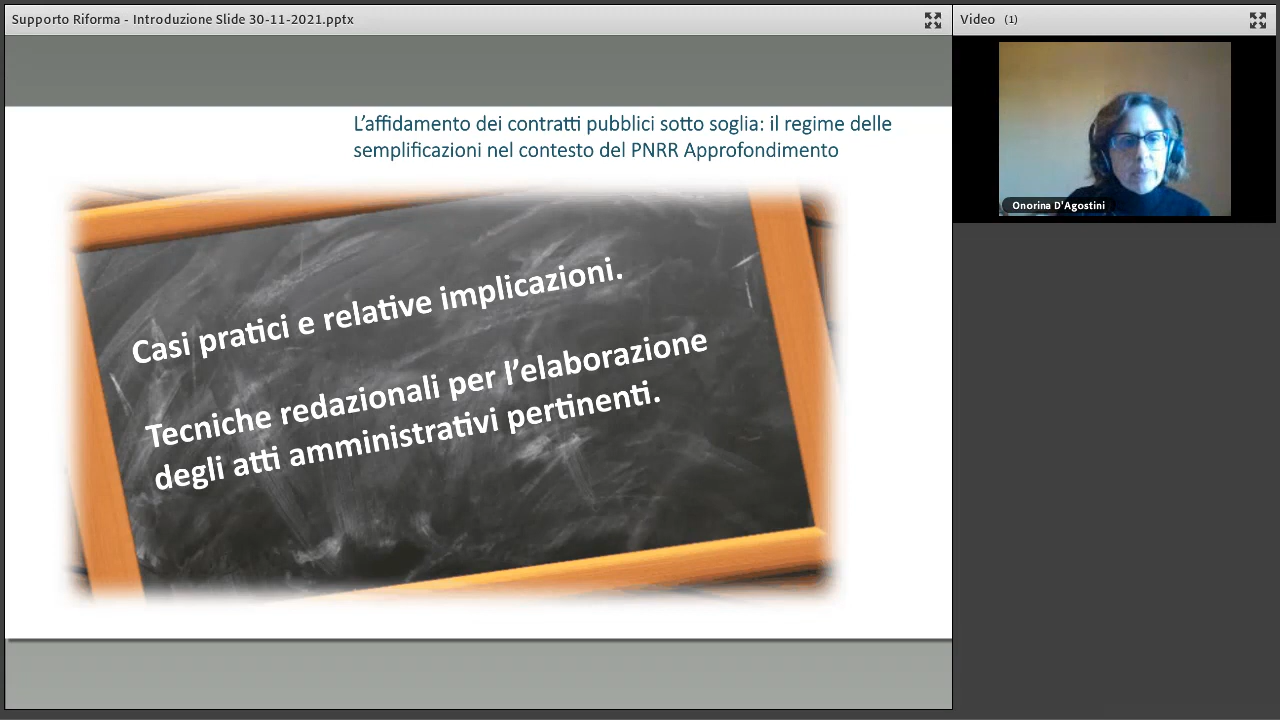 Supporto Riforma - Introduzione Slide 30-11-2021.pptx
Video (1)
L'affidamento dei contratti pubblici sotto soglia: il regime delle
semplificazioni nel contesto del PNRR Approfondimento
Casi pratici e relative implicazioni.
Tecniche redazionali per l'elaborazione
degli atti amministrativi pertinenti.
Onorina D'Agostini